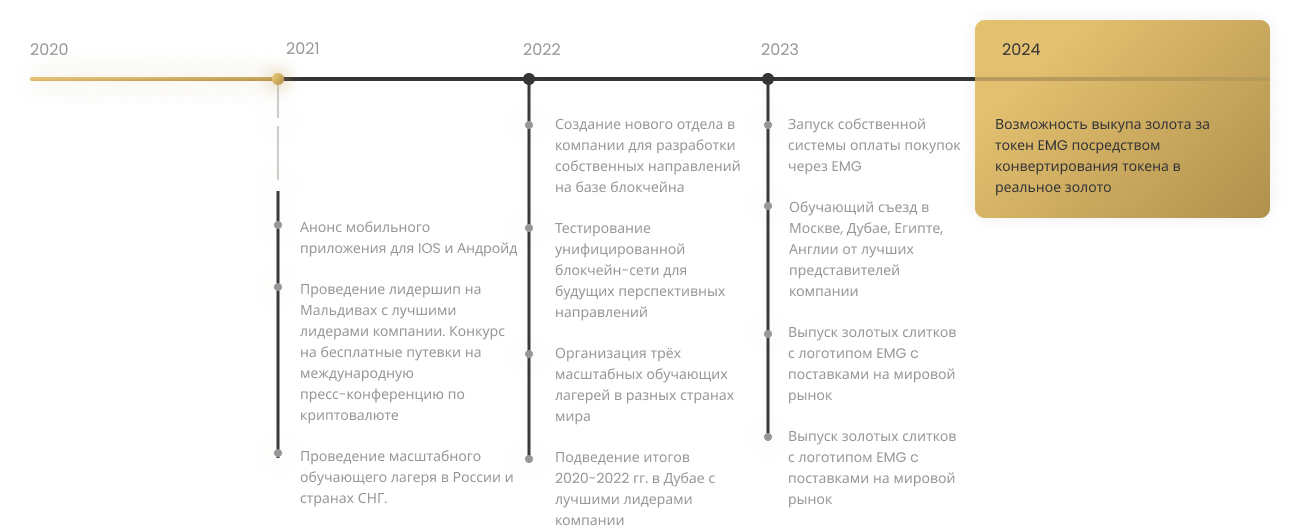 2020
2021
2022
2023
2024
Анонс мобильного
приложения для IOS и Андройд
Проведение лидершип на
Мальдивах с лучшими
лидерами компании. Конкурс
на бесплатные путевки на
международную
пресс-конференцию по
криптовалюте
Проведение масштабного
обучающего лагеря в России и
странах СНГ.
Создание нового отдела в
компании для разработки
собственных направлений
на базе блокчейна
Тестирование
унифицированной
блокчейн-сети для
будущих перспективных
направлений
Организация трёх
масштабных обучающих
лагерей в разных странах
мира
Подведение итогов
2020-2022 гг. в Дубае с
лучшими лидерами
компании
Запуск собственной
системы оплаты покупок
через EMG
Обучающий съезд в
Москве, Дубае, Египте,
Англии от лучших
представителей
компании
Выпуск золотых слитков
с логотипом EMG с
поставками на мировой
рынок
Выпуск золотых слитков
с логотипом EMG с
поставками на мировой
рынок
Возможность выкупа золота за
токен EMG посредством
конвертирования токена в
реальное золото